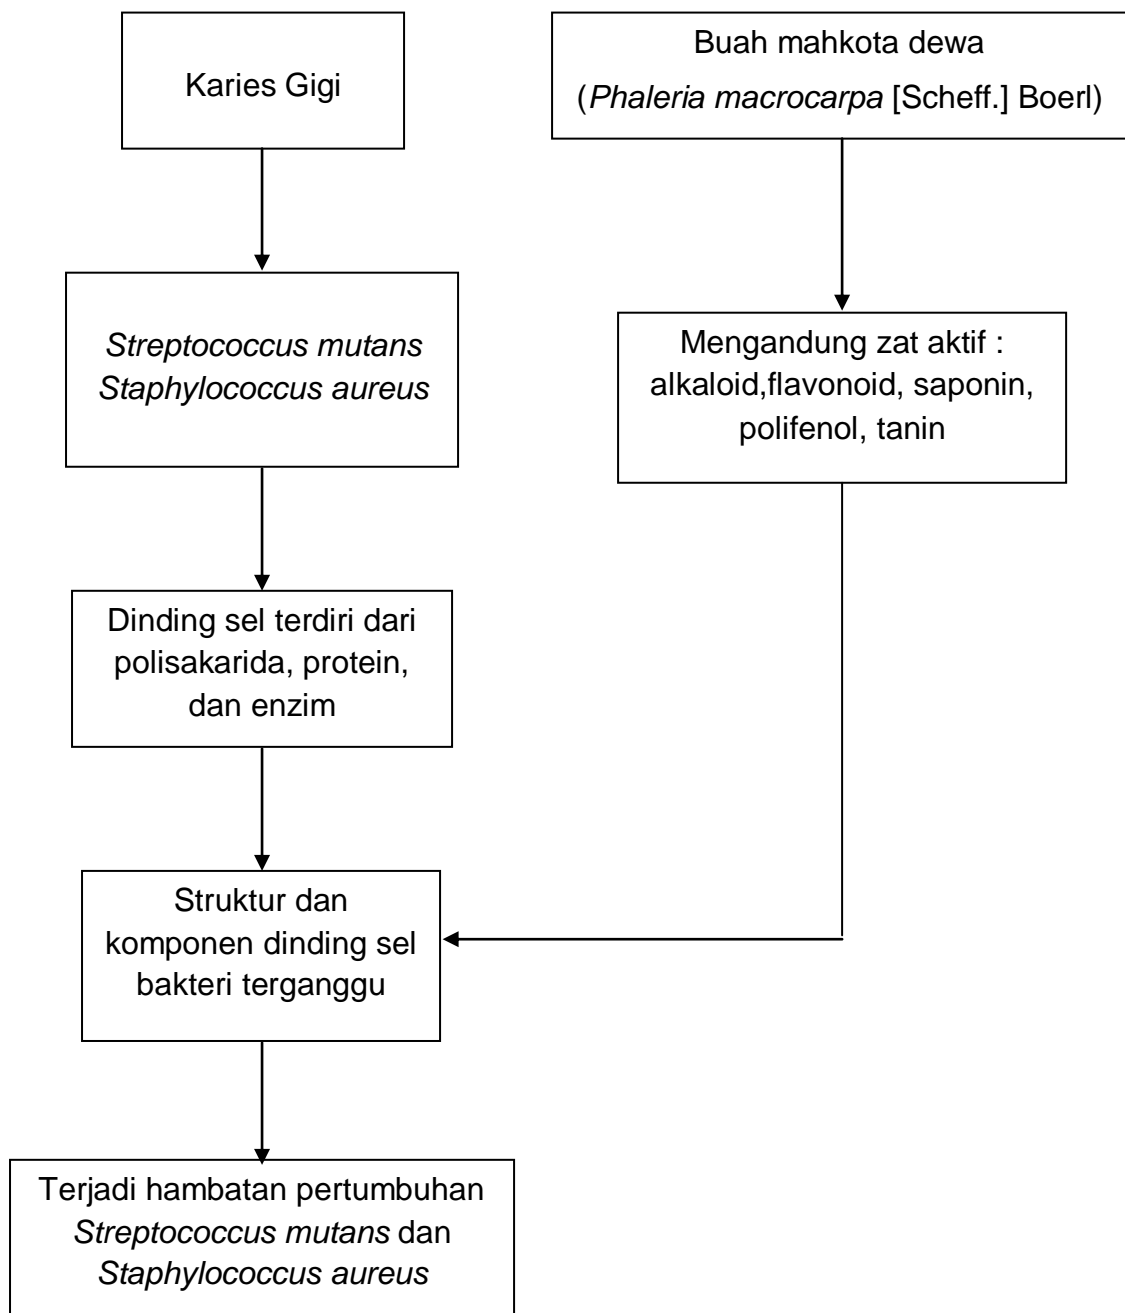 Karies Gigi
Buah mahkota dewa
(Phaleria macrocarpa [Scheff.] Boerl)
Streptococcus mutans
Staphylococcus aureus
Mengandung zat aktif :
alkaloid,flavonoid, saponin,
polifenol, tanin
Dinding sel terdiri dari
polisakarida, protein,
dan enzim
Struktur dan
komponen dinding sel
bakteri terganggu
Terjadi hambatan pertumbuhan
Streptococcus mutans dan
Staphylococcus aureus